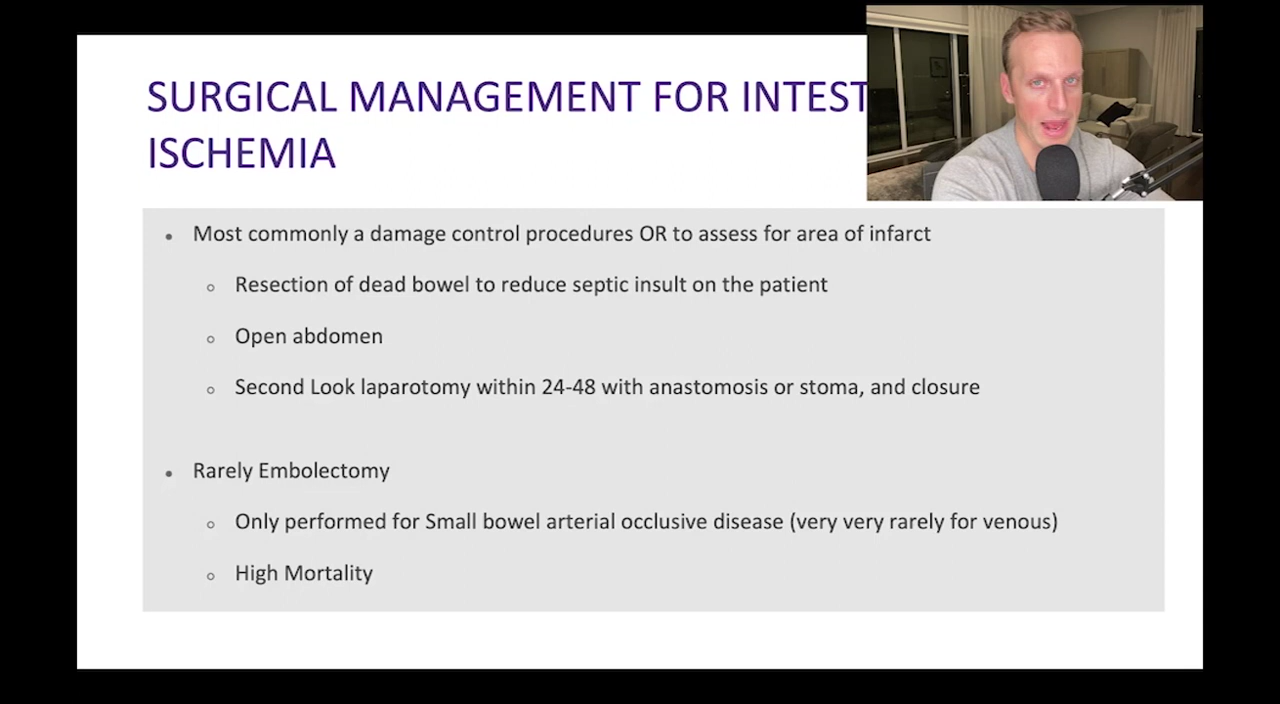 SURGICAL MANAGEMENT FOR INTEST
ISCHEMIA
• Most commonly a damage control procedures OR to assess for area of infarct
○ Resection of dead bowel to reduce septic insult on the patient
○ Open abdomen
○ Second Look laparotomy within 24-48 with anastomosis or stoma, and closure
• Rarely Embolectomy
○ Only performed for Small bowel arterial occlusive disease (very very rarely for venous)
○ High Mortality